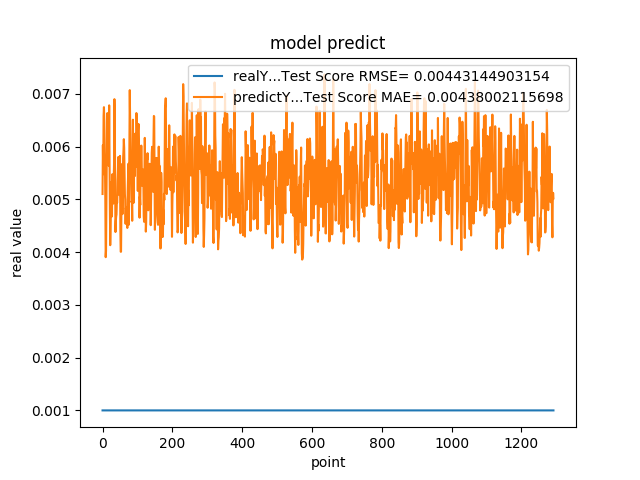 model predict
realY...Test Score RMSE= 0.00443144903154
predictY...Test Score MAE= 0.00438002115698
0.007
0.006
0.005
0.004
0.003
0.002
0.001
real value
0 200 400 600 800 1000 1200
point